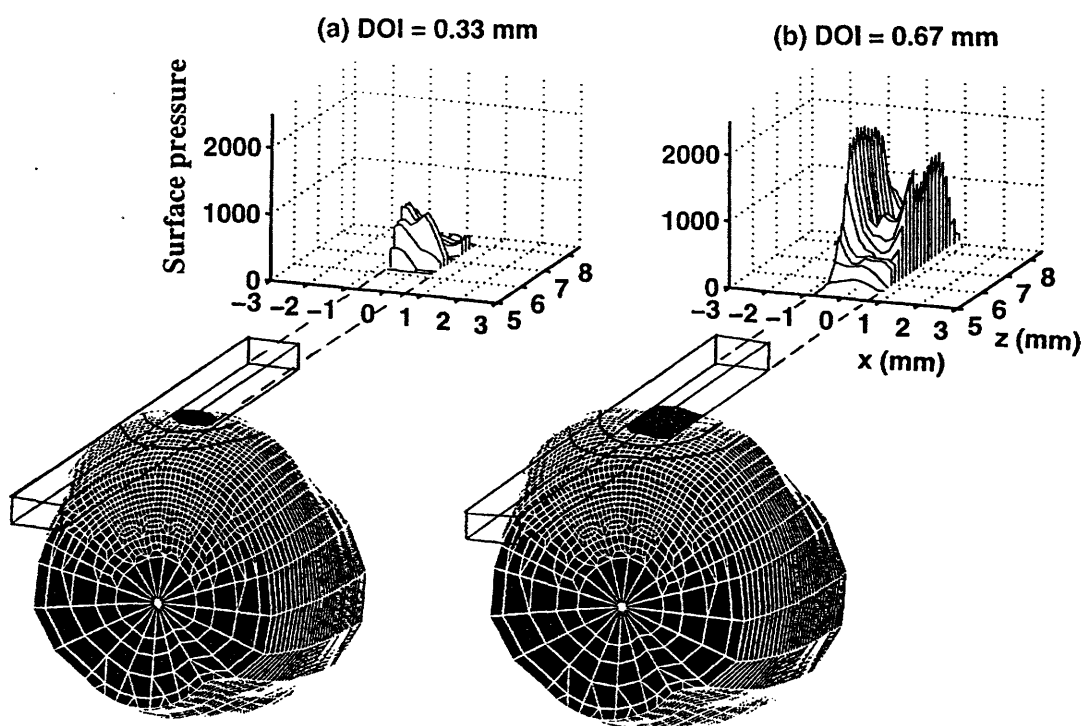 (a) DOI = 0.33 mm
Surface pressure
2000
1000
0
−3 −2 −1 0 1 2 3
5 6 7 8
(b) DOI = 0.67 mm
2000
1000
0
−3 −2 −1 0 1 2 3
5 6 7 8
x (mm)
z (mm)